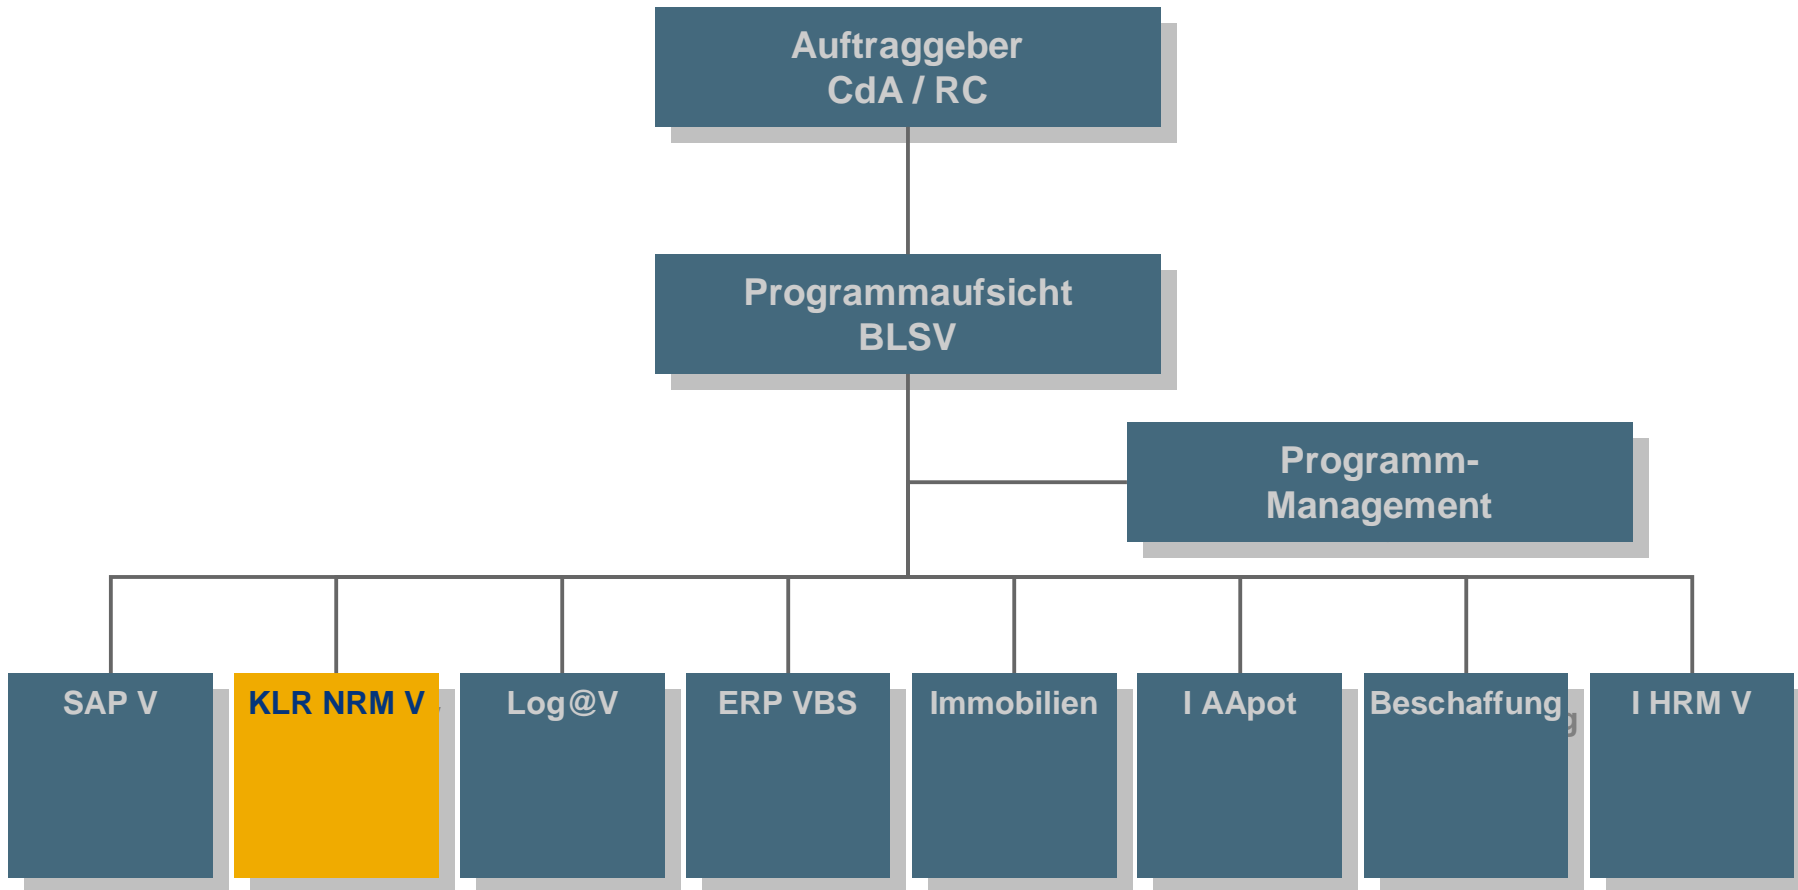 Auftraggeber
CdA / RC
Programmaufsicht
BLSV
Programm-
Management
SAP V
KLR NRM V
Log@V
ERP VBS
Immobilien
I AApot
Beschaffung
I HRM V